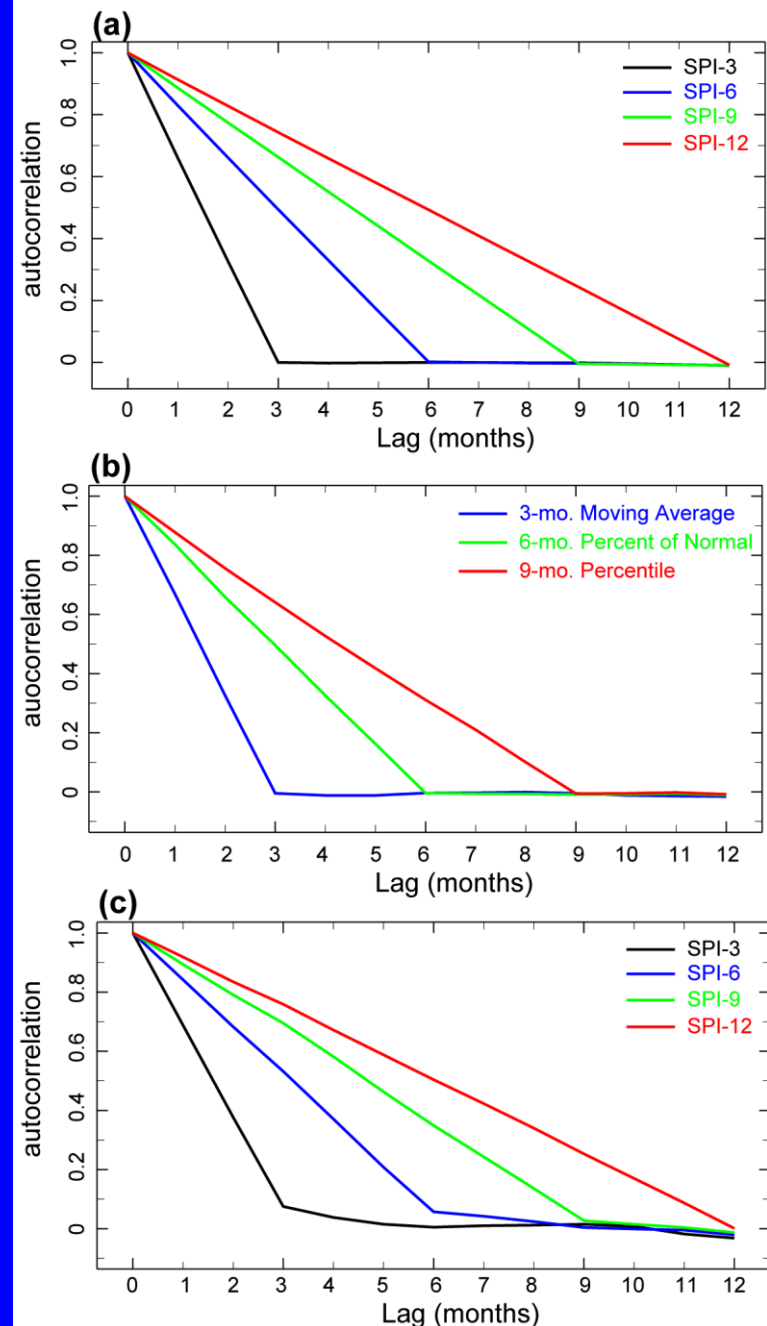 (a)
autocorrelation
1.0
0.8
0.6
0.4
0.2
0
SPI-3
SPI-6
SPI-9
SPI-12
0 1 2 3 4 5 6 7 8 9 10 11 12
Lag (months)
(b)
auocorrelation
1.0
0.8
0.6
0.4
0.2
0
3-mo. Moving Average
6-mo. Percent of Normal
9-mo. Percentile
0 1 2 3 4 5 6 7 8 9 10 11 12
Lag (months)
(c)
autocorrelation
1.0
0.8
0.6
0.4
0.2
0
SPI-3
SPI-6
SPI-9
SPI-12
0 1 2 3 4 5 6 7 8 9 10 11 12
Lag (months)